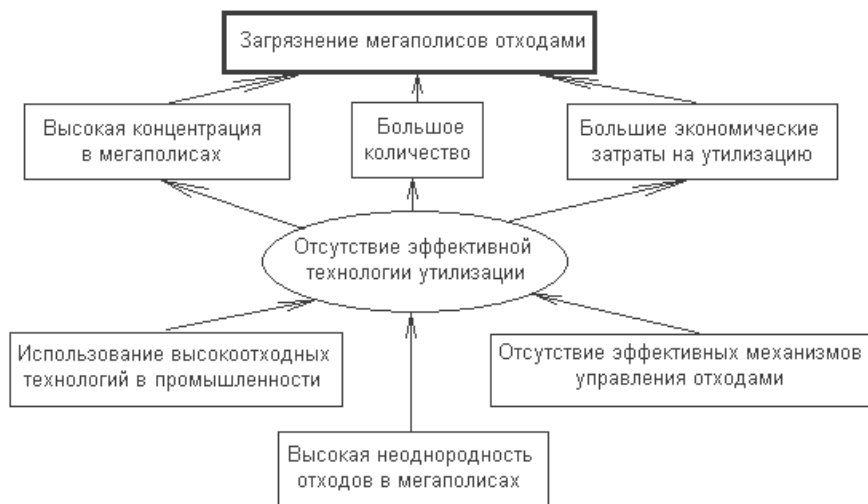 Загрязнение мегаполисов отходами
Высокая концентрация
в мегаполисах
Большое
количество
Большие экономические
затраты на утилизацию
Отсутствие эффективной
технологии утилизации
Использование высокоотходных
технологий в промышленности
Отсутствие эффективных механизмов
управления отходами
Высокая неоднородность
отходов в мегаполисах